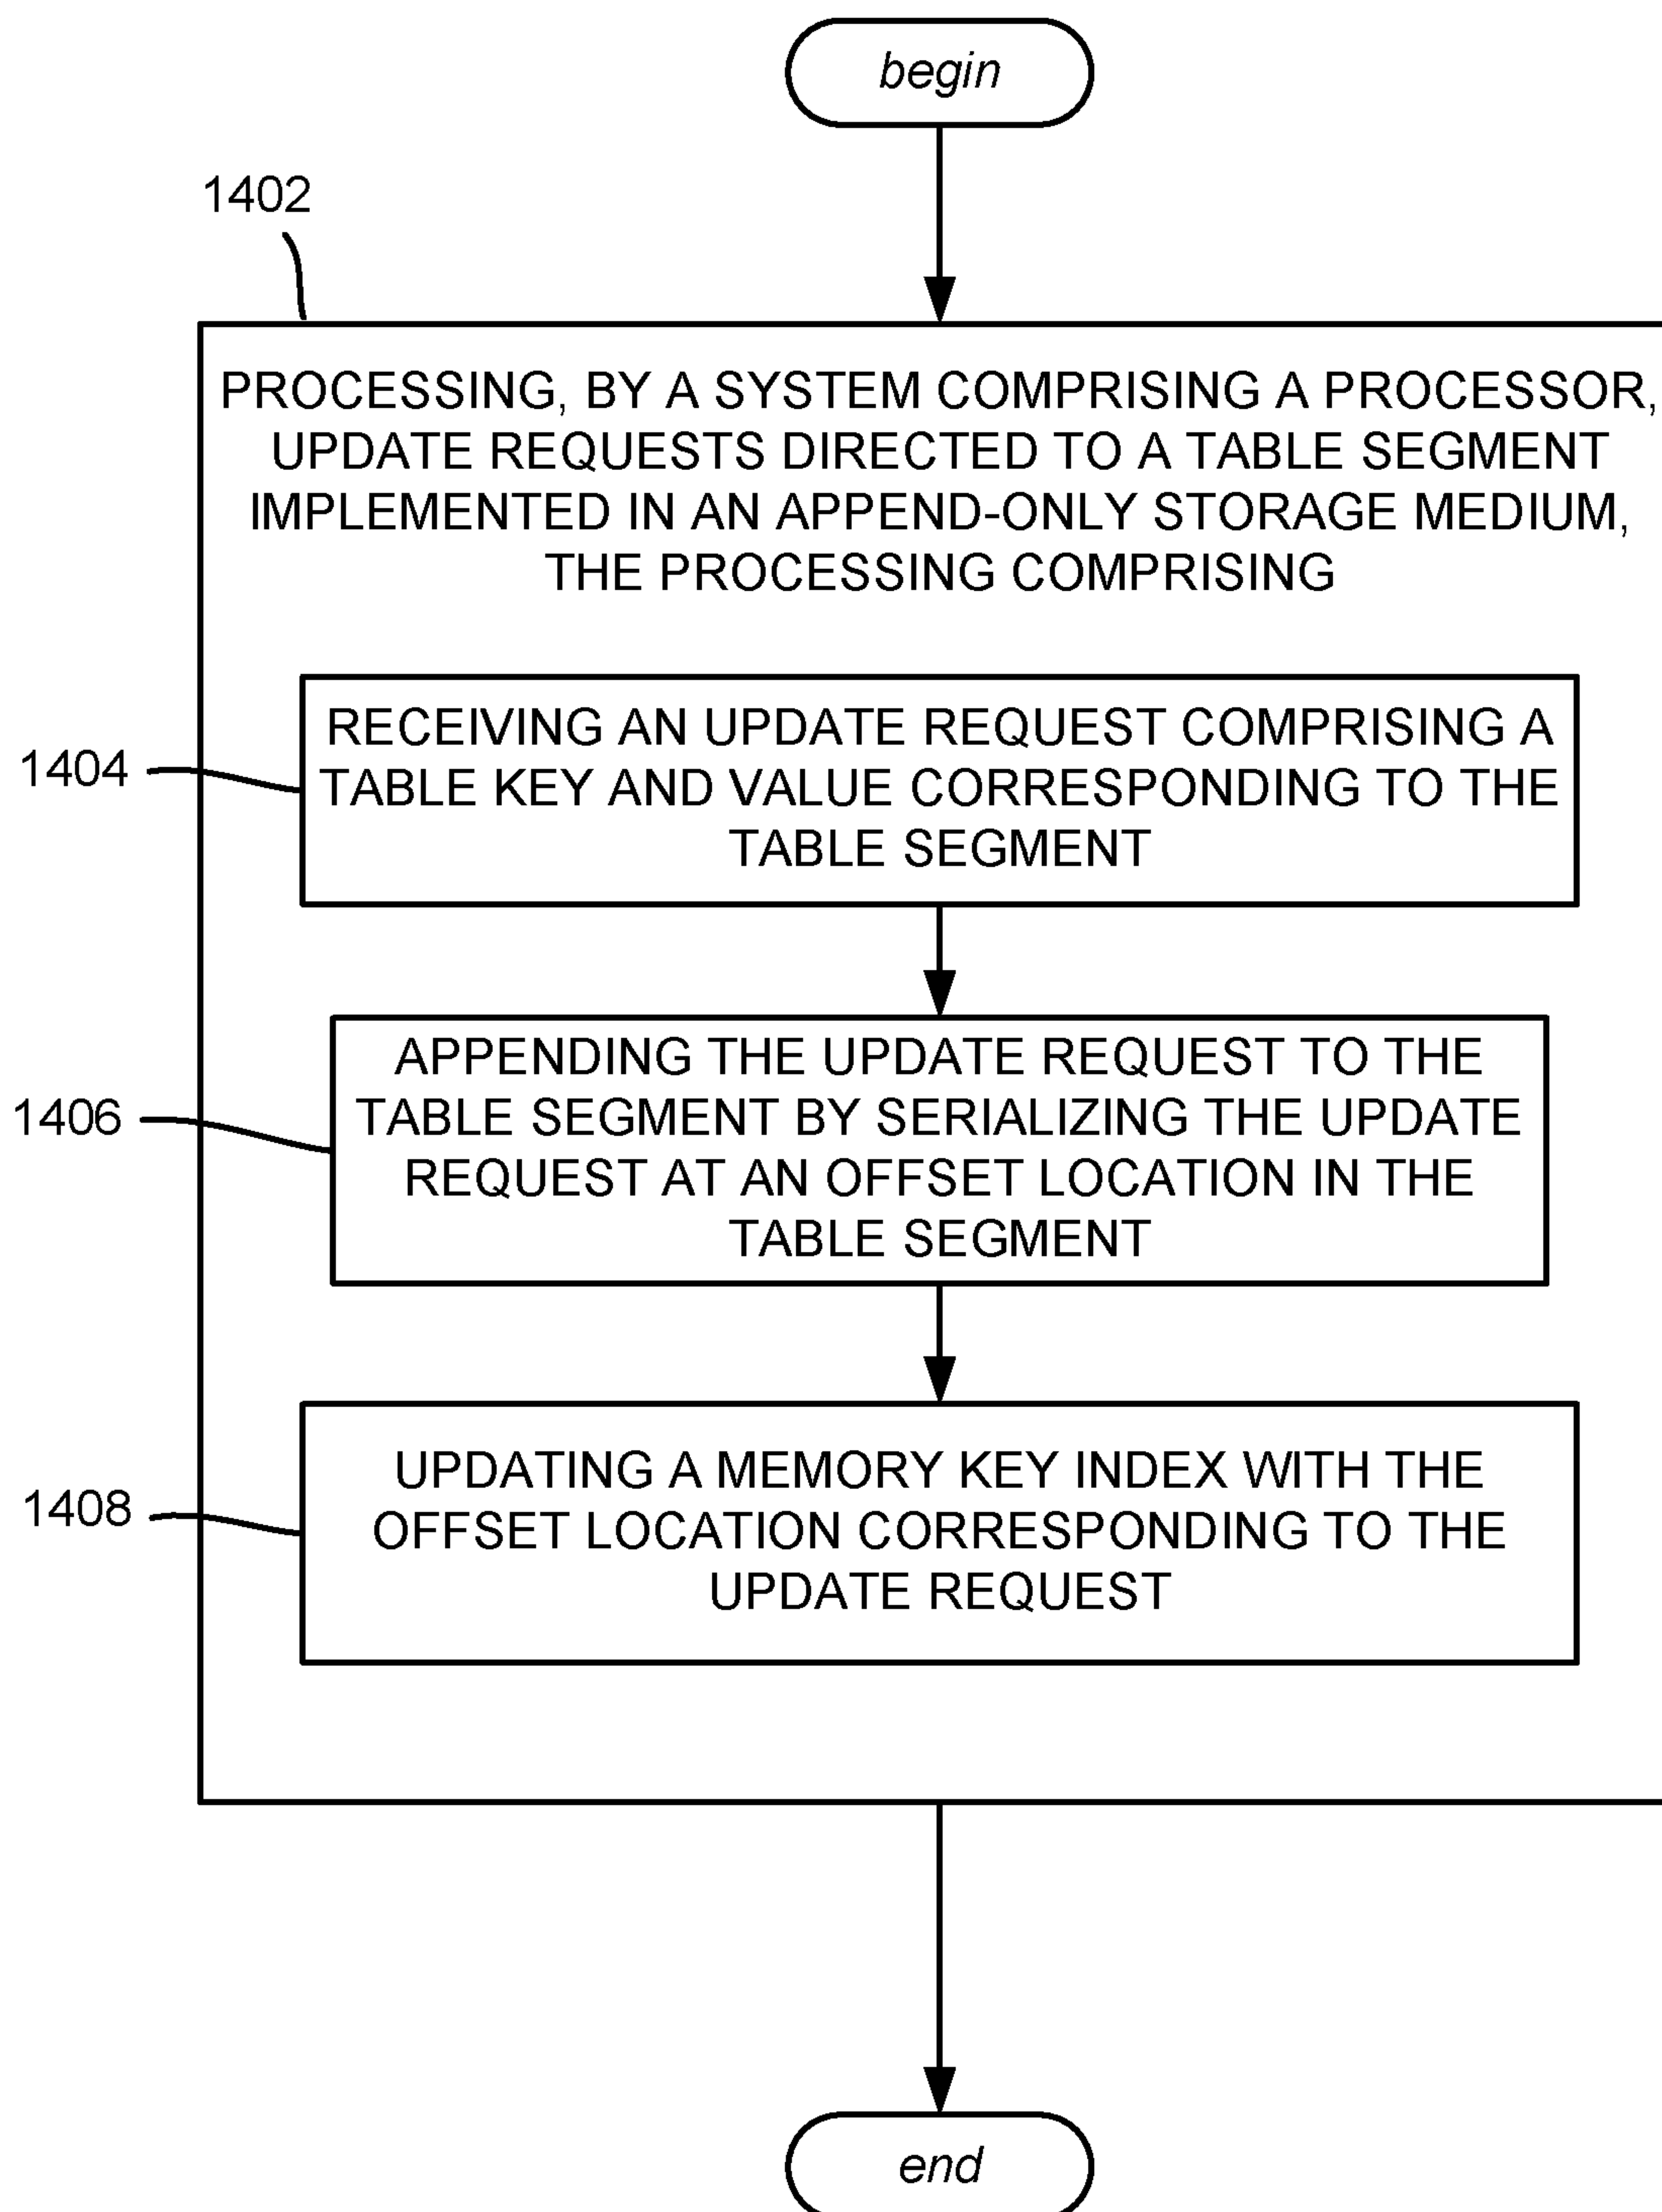 begin
1402
PROCESSING, BY A SYSTEM COMPRISING A PROCESSOR,
UPDATE REQUESTS DIRECTED TO A TABLE SEGMENT
IMPLEMENTED IN AN APPEND-ONLY STORAGE MEDIUM,
THE PROCESSING COMPRISING
1404
RECEIVING AN UPDATE REQUEST COMPRISING A
TABLE KEY AND VALUE CORRESPONDING TO THE
TABLE SEGMENT
1406
APPENDING THE UPDATE REQUEST TO THE
TABLE SEGMENT BY SERIALIZING THE UPDATE
REQUEST AT AN OFFSET LOCATION IN THE
TABLE SEGMENT
1408
UPDATING A MEMORY KEY INDEX WITH THE
OFFSET LOCATION CORRESPONDING TO THE
UPDATE REQUEST
end